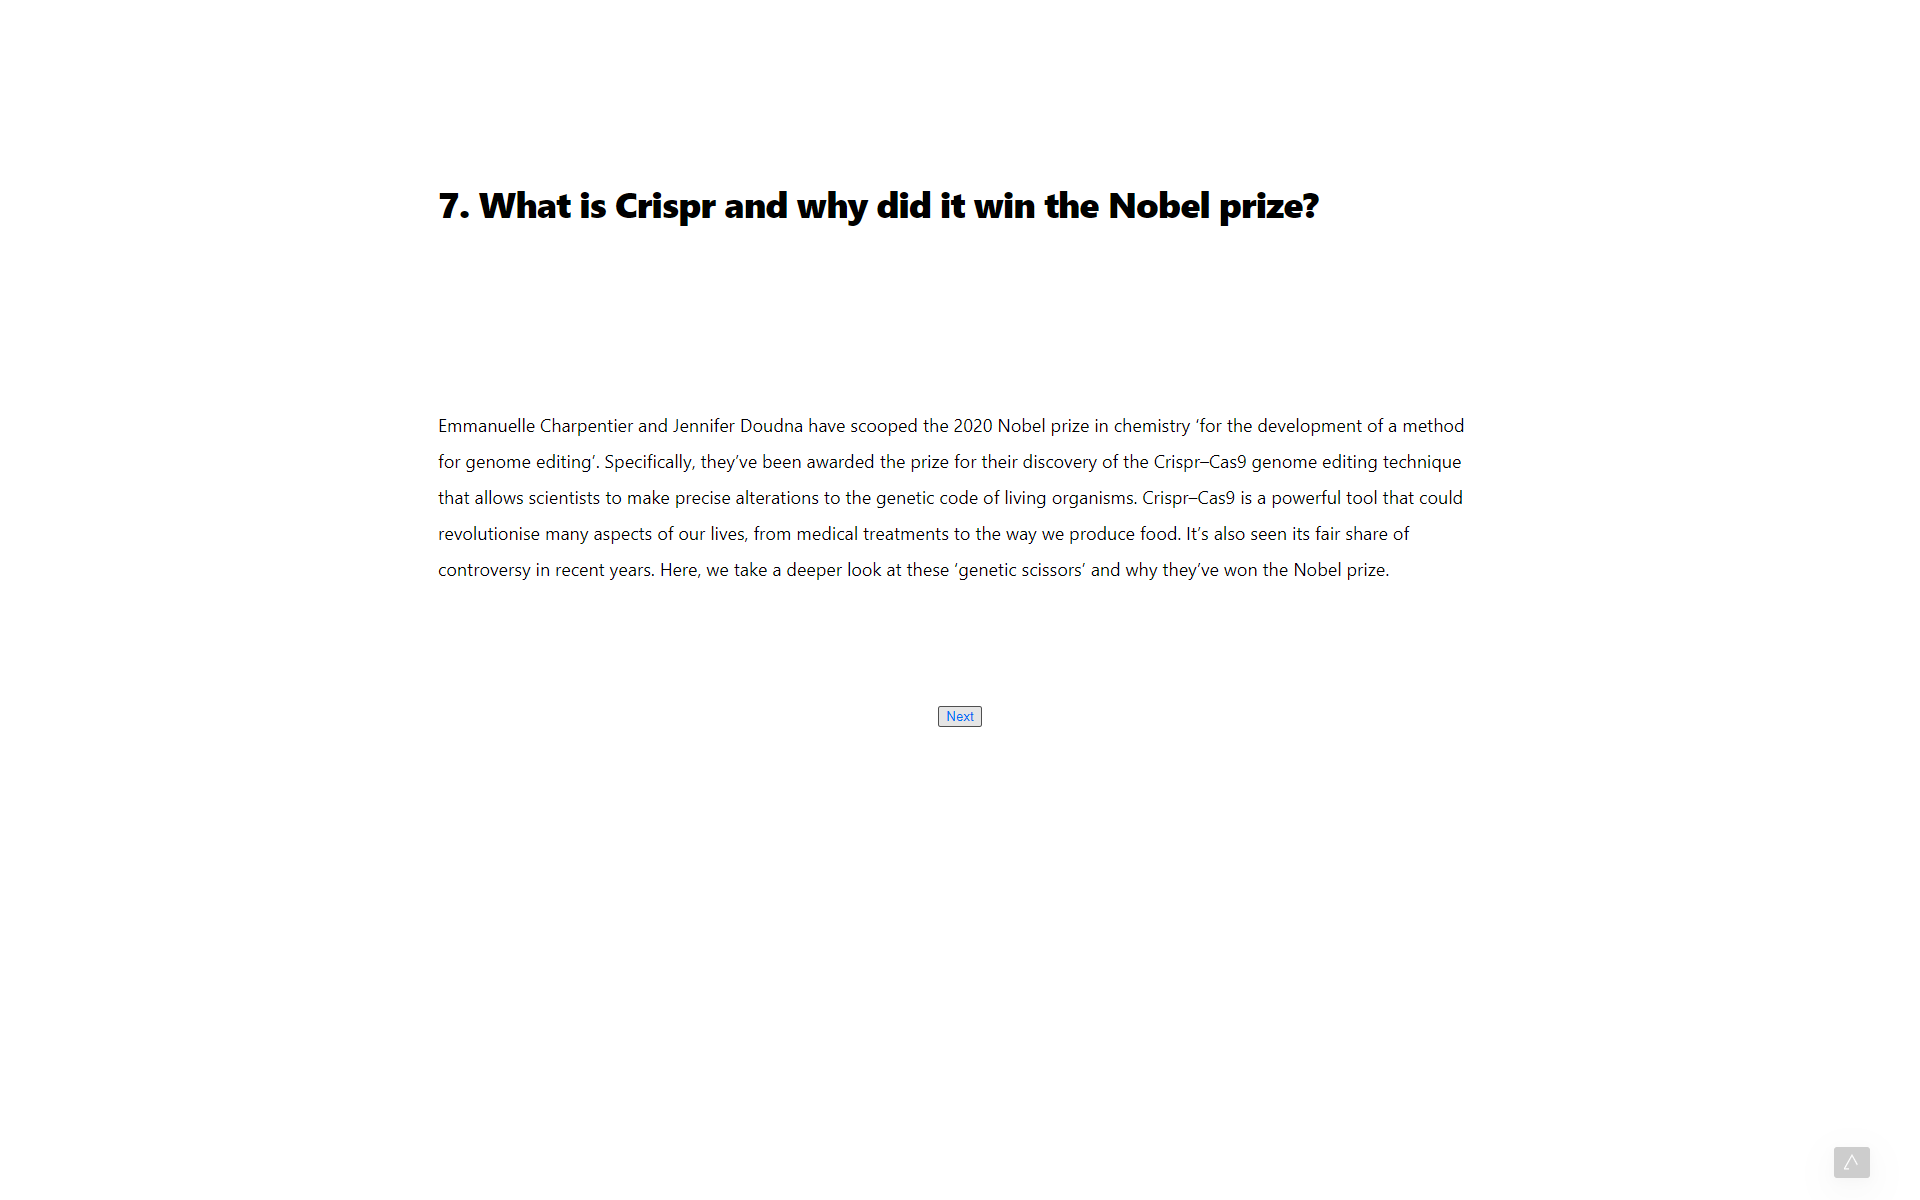 7. What is Crispr and why did it win the Nobel prize?
Emmanuelle Charpentier and Jennifer Doudna have scooped the 2020 Nobel prize in chemistry ‘for the development of a method
for genome editing‘. Specifically, they’ve been awarded the prize for their discovery of the Crispr–Cas9 genome editing technique
that allows scientists to make precise alterations to the genetic code of living organisms. Crispr–Cas9 is a powerful tool that could
revolutionise many aspects of our lives, from medical treatments to the way we produce food. It’s also seen its fair share of
controversy in recent years. Here, we take a deeper look at these ‘genetic scissors’ and why they’ve won the Nobel prize.
Next